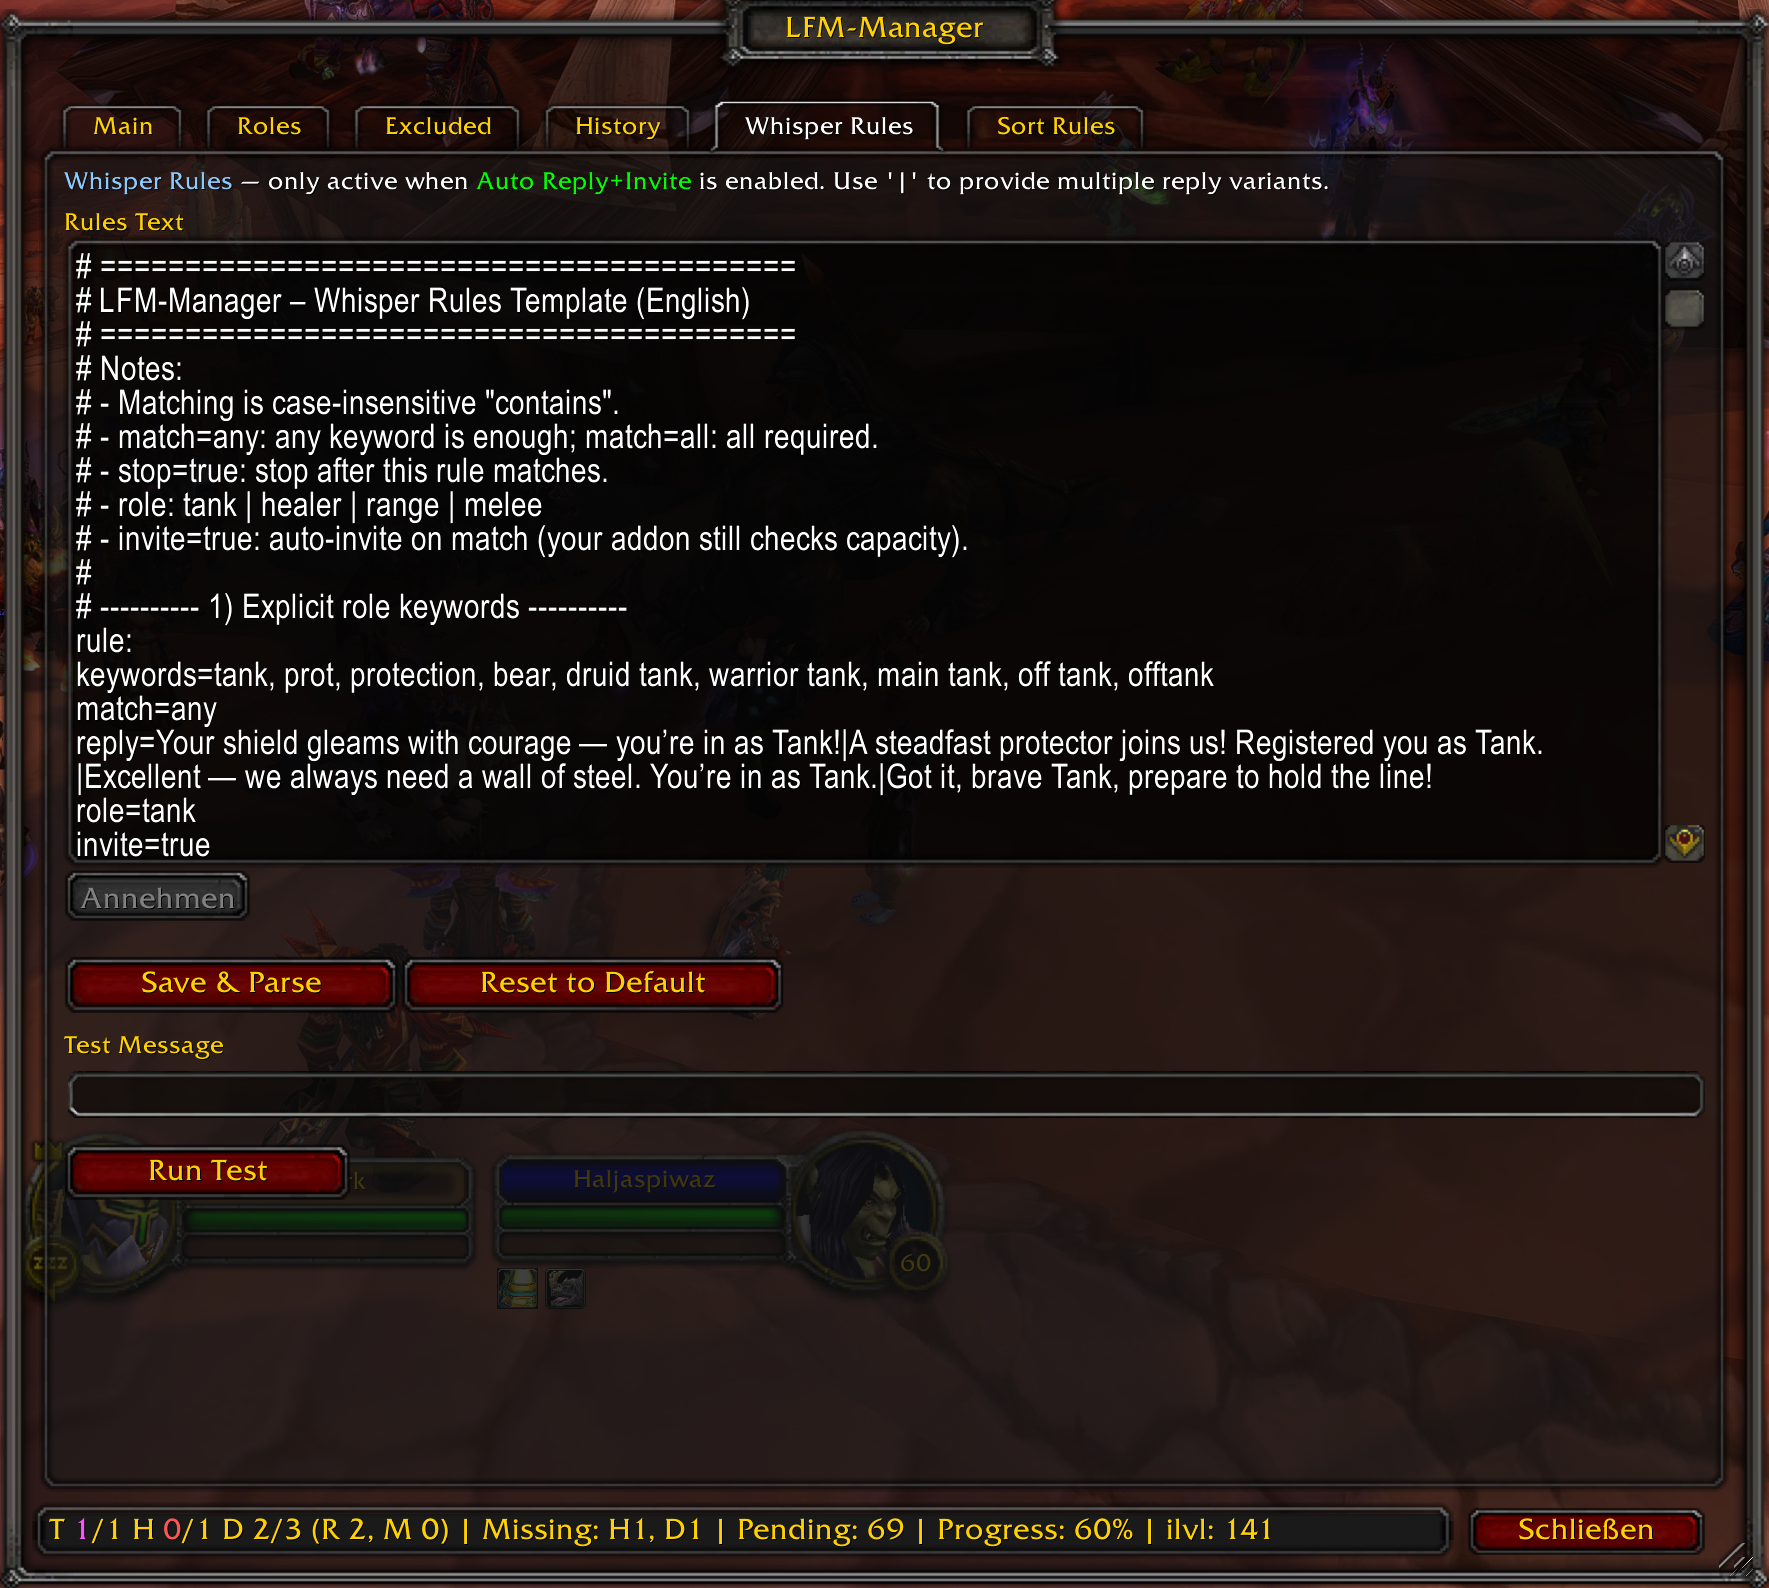 LFM-Manager
Main
Roles
Excluded
History
Whisper Rules
Sort Rules
Whisper Rules — only active when Auto Reply+Invite is enabled. Use '|' to provide multiple reply variants.
Rules Text
# =========================================
# LFM-Manager – Whisper Rules Template (English)
# =========================================
# Notes:
# - Matching is case-insensitive "contains".
# - match=any: any keyword is enough; match=all: all required.
# - stop=true: stop after this rule matches.
# - role: tank | healer | range | melee
# - invite=true: auto-invite on match (your addon still checks capacity).
#
# ---------- 1) Explicit role keywords ----------
rule:
keywords=tank, prot, protection, bear, druid tank, warrior tank, main tank, off tank, offtank
match=any
reply=Your shield gleams with courage — you’re in as Tank!|A steadfast protector joins us! Registered you as Tank.
|Excellent — we always need a wall of steel. You’re in as Tank.|Got it, brave Tank, prepare to hold the line!
role=tank
invite=true
Annehmen
Save & Parse
Reset to Default
Test Message
Run Test
Haljaspiwaz
zzz
60
T 1/1 H 0/1 D 2/3 (R 2, M 0) | Missing: H1, D1 | Pending: 69 | Progress: 60% | ilvl: 141
Schließen